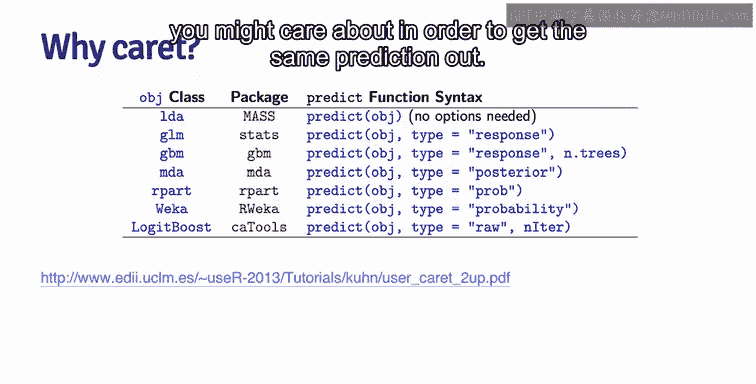 you might care about in order to get the
same prediction out.
Why caret?
obj Class Package predict Function Syntax
lda MASS predict(obj) (no options needed)
glm stats predict(obj, type = "response")
gbm gbm predict(obj, type = "response", n.trees)
mda mda predict(obj, type = "posterior")
rpart rpart predict(obj, type = "prob")
Weka RWeka predict(obj, type = "probability")
LogitBoost caTools predict(obj, type = "raw", nIter)
http://www.edii.uclm.es/~useR-2013/Tutorials/kuhn/user_caret_2up.pdf